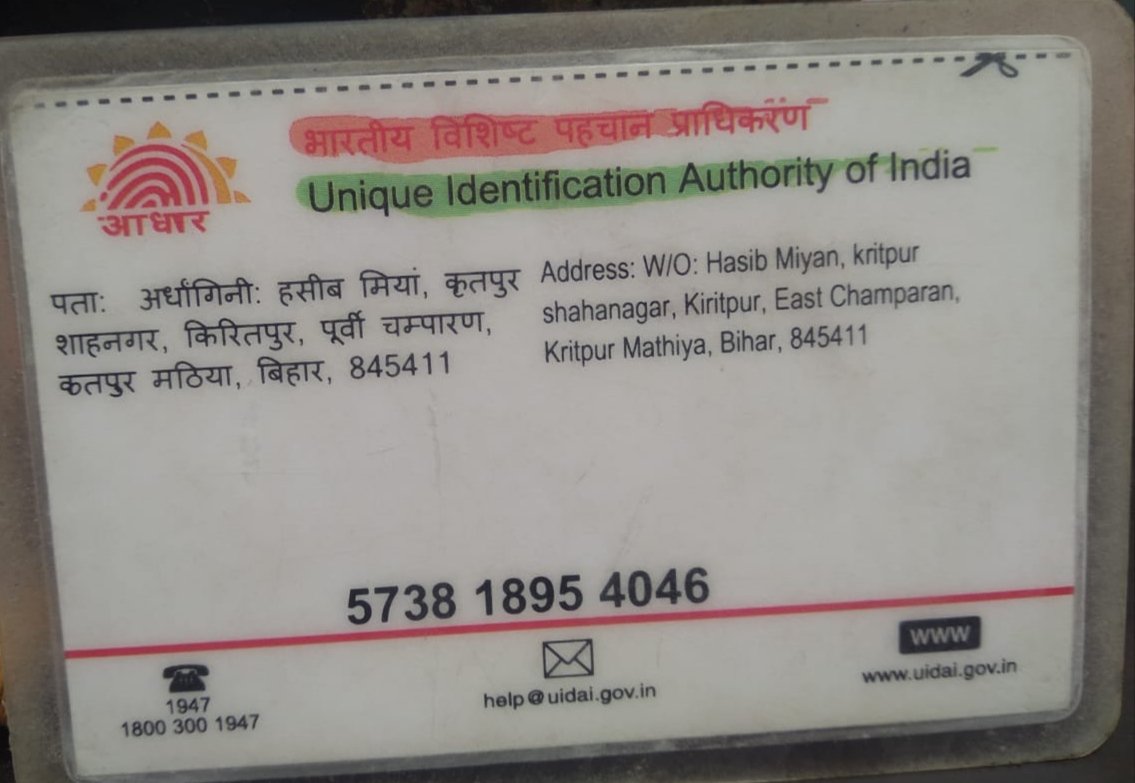 भारतीय विशिष्ट पहचान प्राधिकरण
Unique Identification Authority of India
आधार
पता: अर्धांगिनी: हसीब मियां, कृतपुर
शाहनगर, किरितपुर, पूर्वी चम्पारण,
कृतपुर मठिया, बिहार, 845411
Address: W/O: Hasib Miyan, kritpur
shahanagar, Kiritpur, East Champaran,
Kritpur Mathiya, Bihar, 845411
5738 1895 4046
1947
1800 300 1947
help@uidai.gov.in
www
www.uidai.gov.in